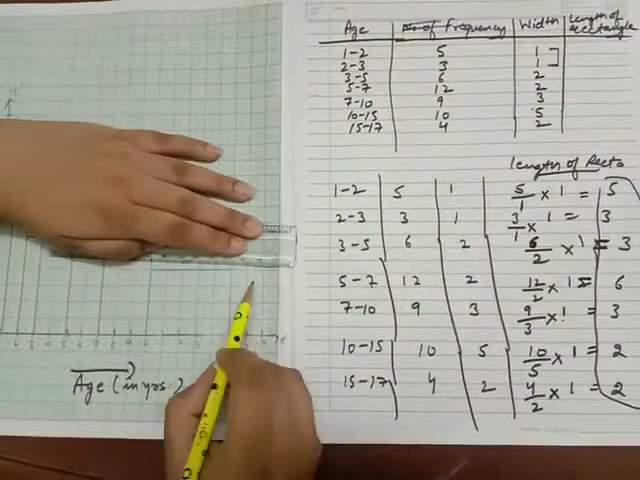 Age of Frequency Width Length of Rectangle
1-2 5 1
2-3 3 1
3-5 6 2
5-7 12 2
7-10 9 3
10-15 10 5
15-17 4 2
length of Recta
1-2 5 1 5/1 x 1 = 5
2-3 3 1 3/1 x 1 = 3
3-5 6 2 6/2 x 1 = 3
5-7 12 2 12/2 x 1 = 6
7-10 9 3 9/3 x 1 = 3
10-15 10 5 10/5 x 1 = 2
15-17 4 2 4/2 x 1 = 2
Age (in yrs.)